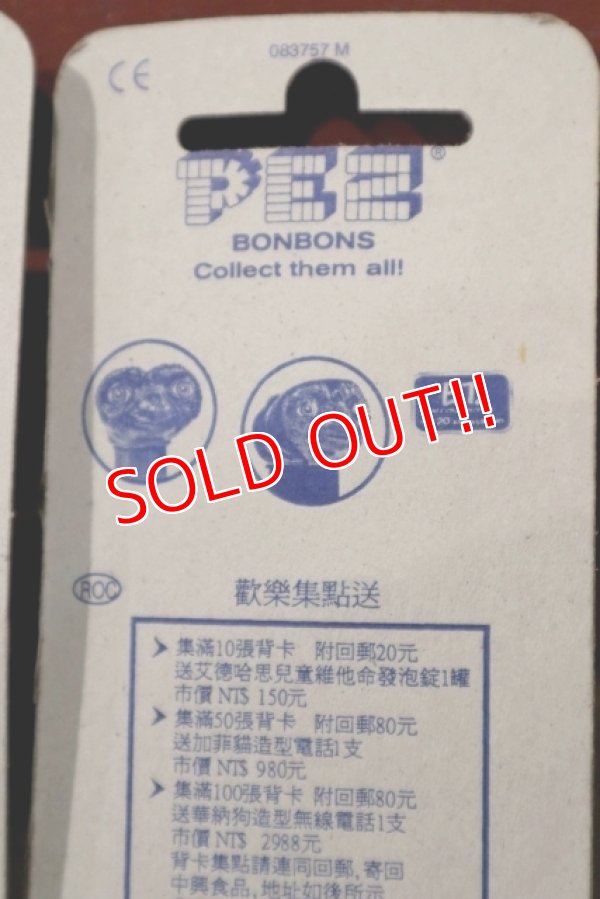 083757 M
CE
PEZ®
BONBONS
Collect them all!
SOLD OUT!!
ROC
歡樂集點送
集滿10張背卡 附回郵20元
送艾德哈思兒童維他命發泡錠1罐
市價 NT$ 150元
集滿50張背卡 附回郵80元
送加菲貓造型電話1支
市價 NT$ 980元
集滿100張背卡 附回郵80元
送華納狗造型無線電話1支
市價 NT$ 2988元
背卡集點請連同回郵,寄回
中興食品,地址如後所示